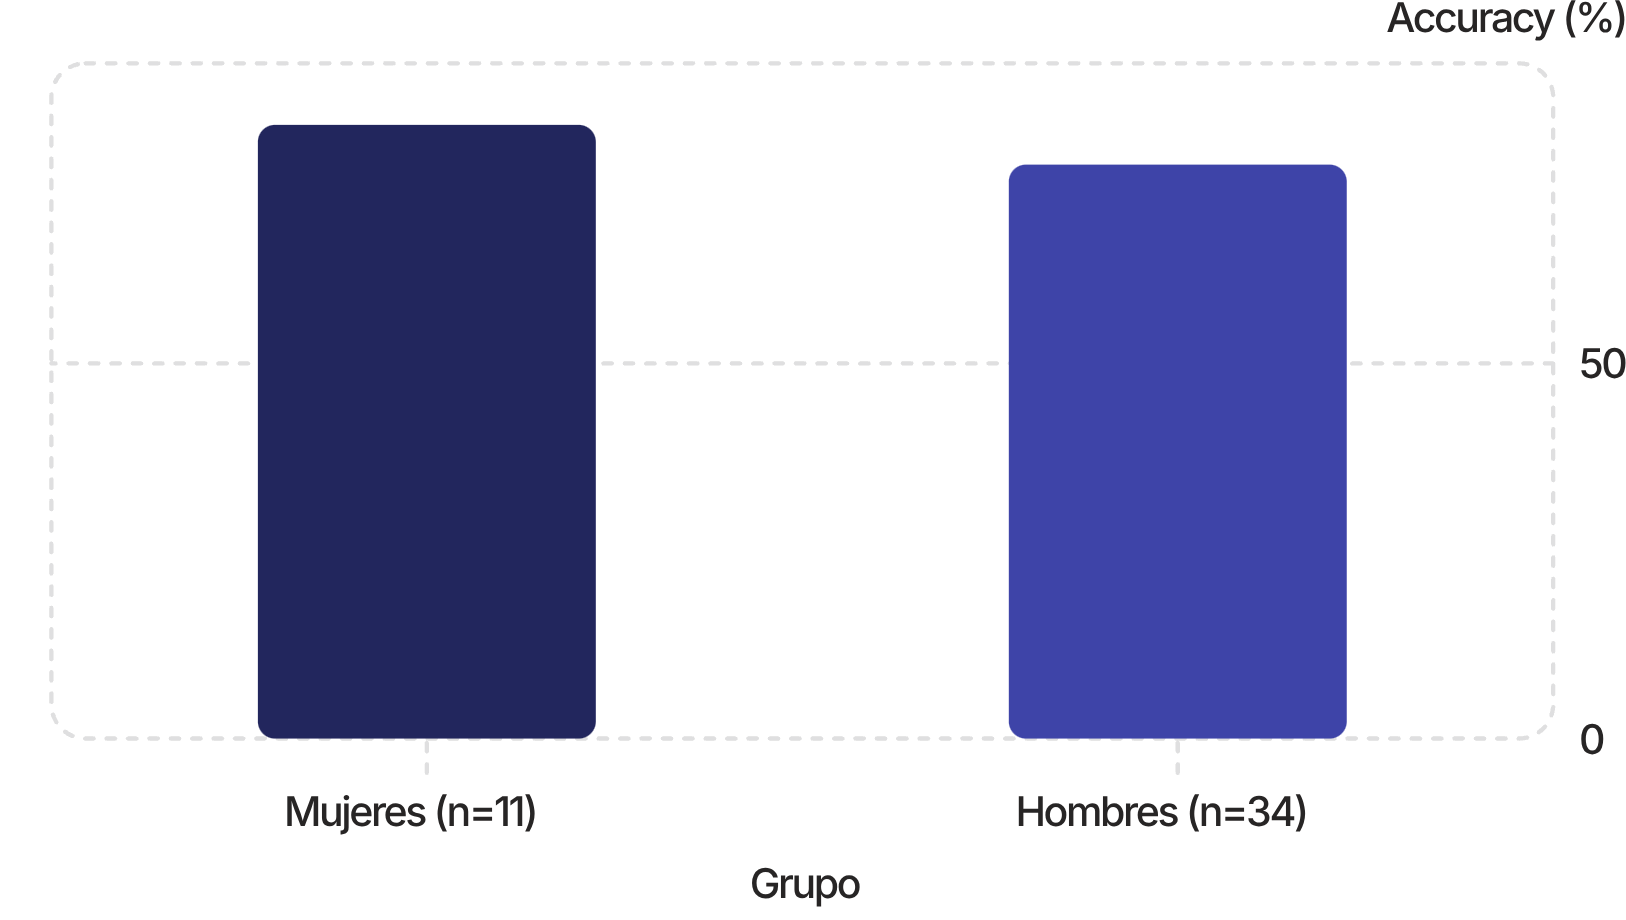 Accuracy (%)
50
0
Mujeres (n=11)
Hombres (n=34)
Grupo